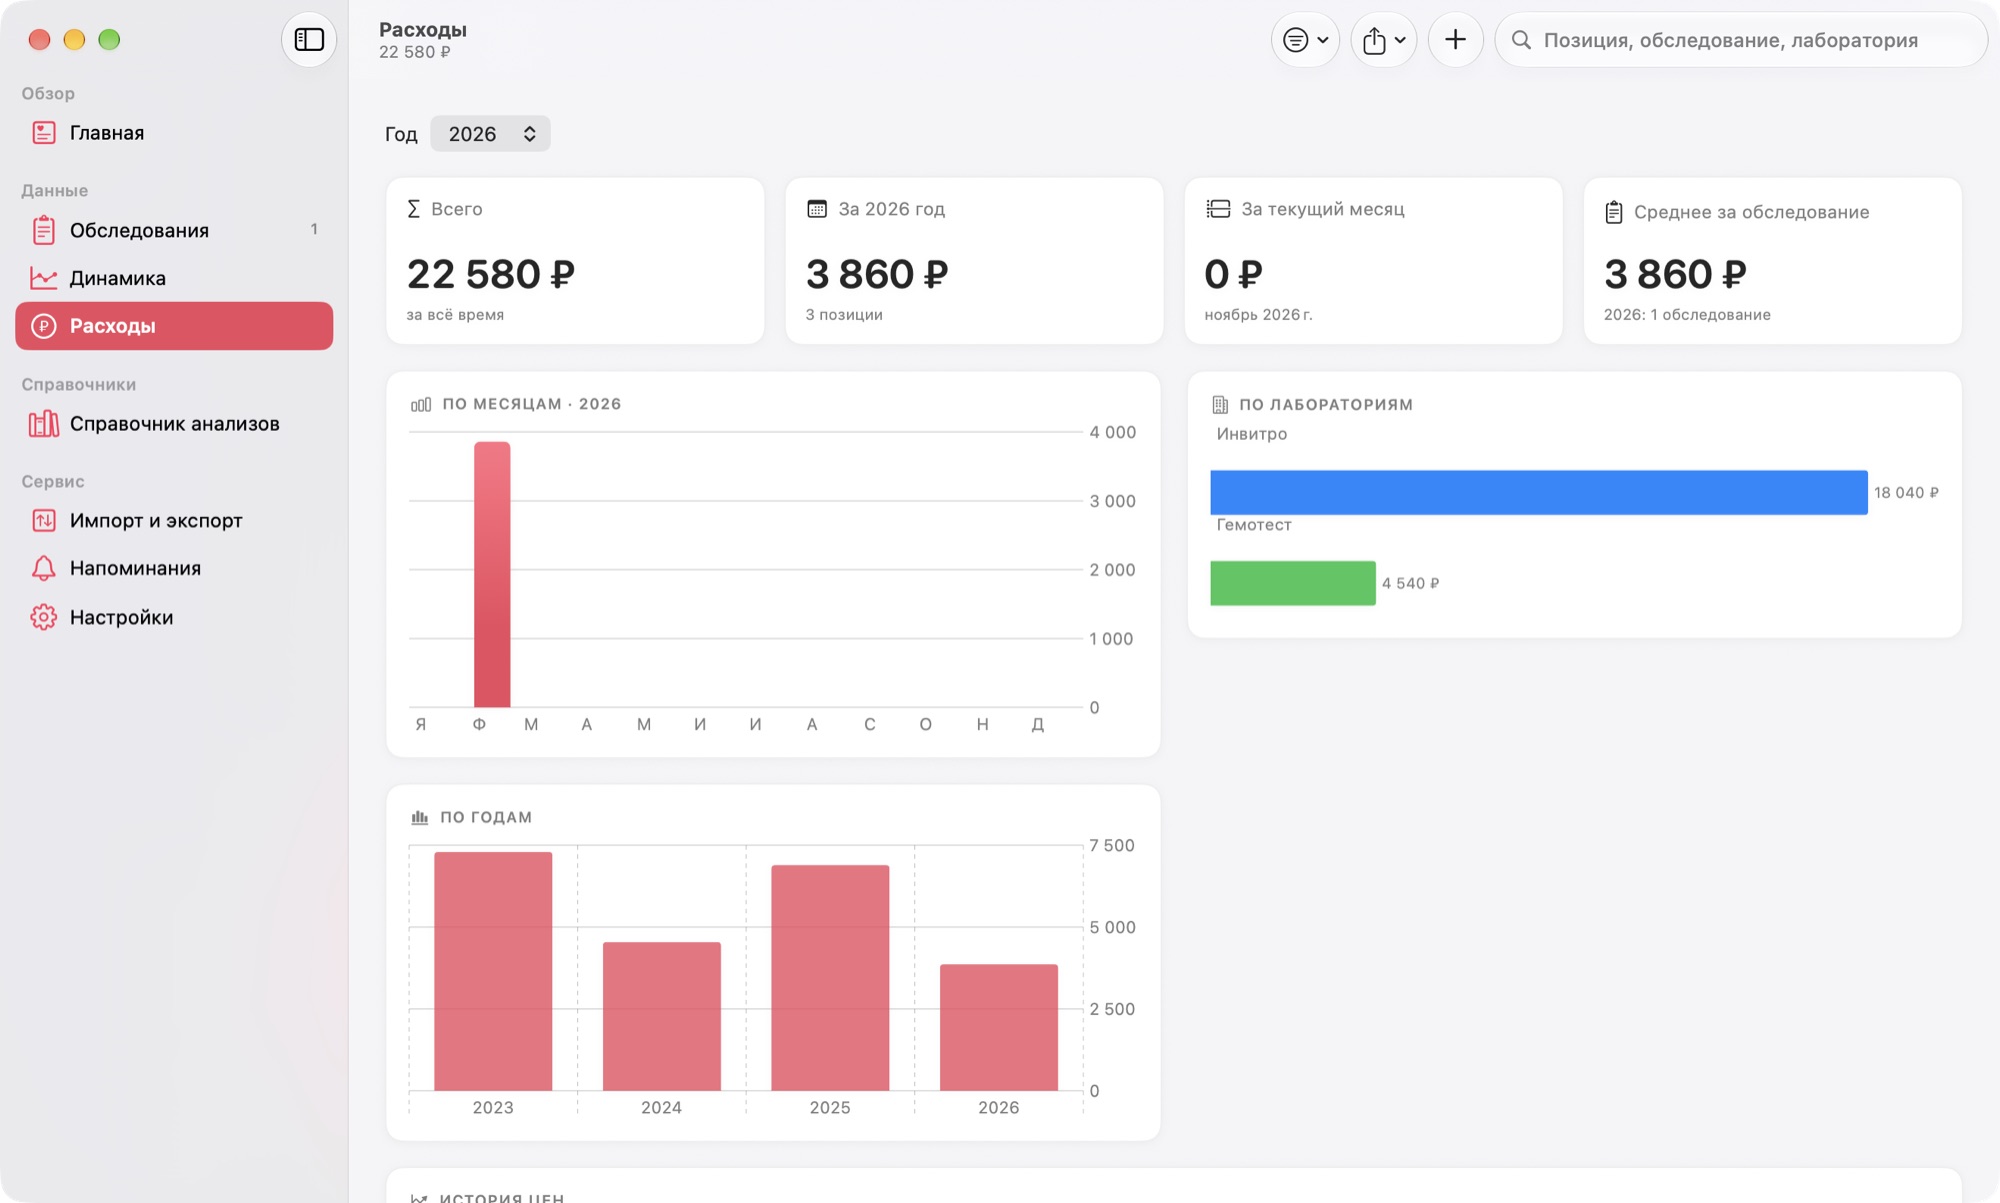 Расходы
22 580 ₽
Позиция, обследование, лаборатория
Обзор
Главная
Данные
Обследования 1
Динамика
Расходы
Справочники
Справочник анализов
Сервис
Импорт и экспорт
Напоминания
Настройки
Год 2026
Всего
22 580 ₽
за всё время
За 2026 год
3 860 ₽
3 позиции
За текущий месяц
0 ₽
ноябрь 2026 г.
Среднее за обследование
3 860 ₽
2026: 1 обследование
ПО МЕСЯЦАМ · 2026
4 000
3 000
2 000
1 000
0
Я Ф М А М И И А С О Н Д
ПО ЛАБОРАТОРИЯМ
Инвитро
18 040 ₽
Гемотест
4 540 ₽
ПО ГОДАМ
7 500
5 000
2 500
0
2023 2024 2025 2026
ИСТОРИЯ ЦЕН